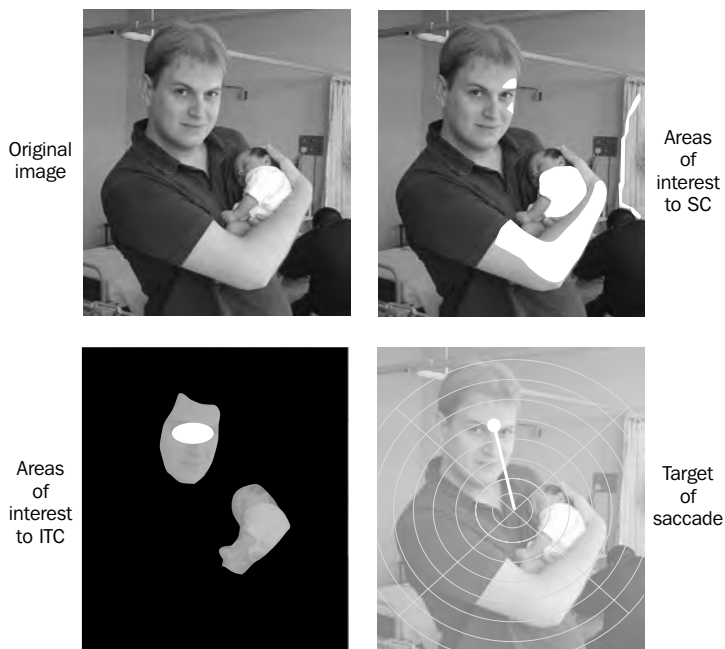 Original
image
Areas
of
interest
to SC
Areas
of
interest
to ITC
Target
of
saccade